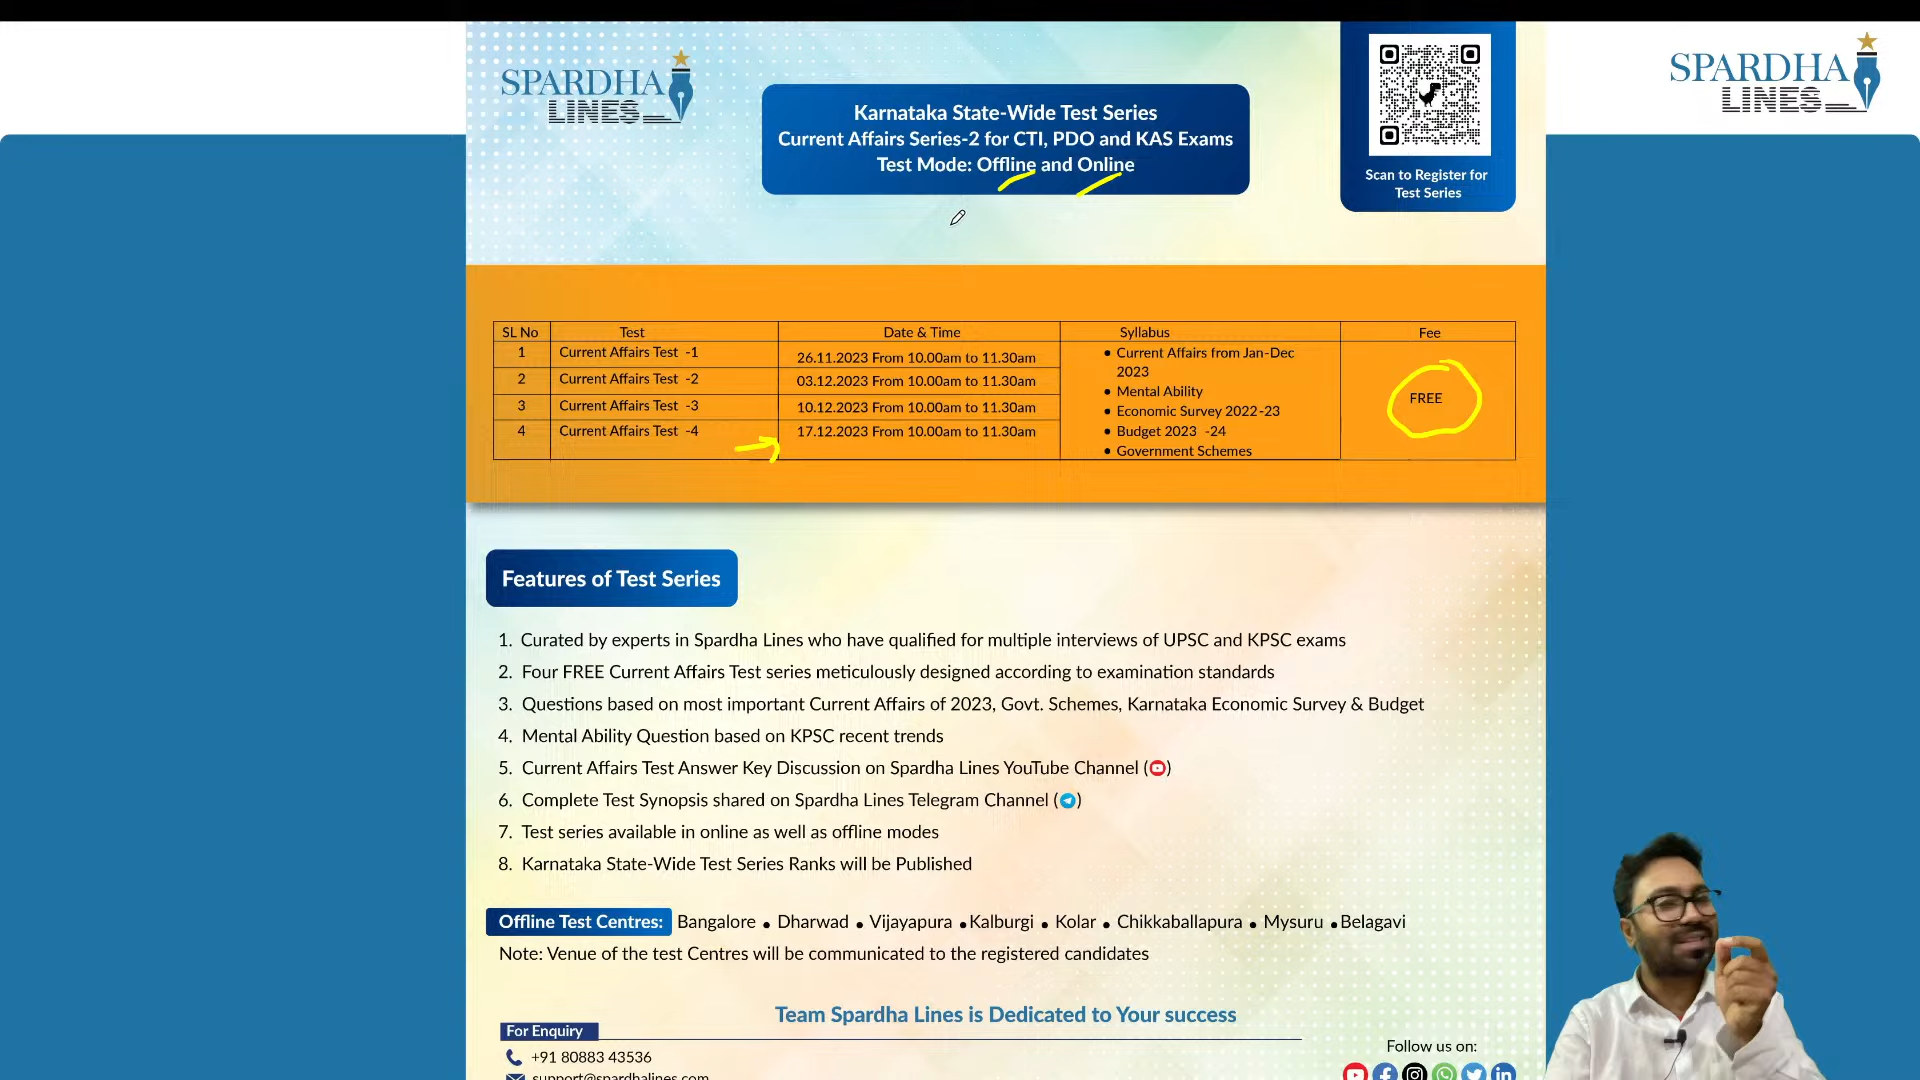 SPARDHA
LINES
Karnataka State-Wide Test Series
Current Affairs Series-2 for CTI, PDO and KAS Exams
Test Mode: Offline and Online
Scan to Register for
Test Series
SPARDHA
LINES
SL No Test Date & Time Syllabus Fee
1 Current Affairs Test -1 26.11.2023 From 10.00am to 11.30am
2 Current Affairs Test -2 03.12.2023 From 10.00am to 11.30am
3 Current Affairs Test -3 10.12.2023 From 10.00am to 11.30am
4 Current Affairs Test -4 17.12.2023 From 10.00am to 11.30am
• Current Affairs from Jan-Dec
2023
• Mental Ability
• Economic Survey 2022-23
• Budget 2023 -24
• Government Schemes
FREE
Features of Test Series
1. Curated by experts in Spardha Lines who have qualified for multiple interviews of UPSC and KPSC exams
2. Four FREE Current Affairs Test series meticulously designed according to examination standards
3. Questions based on most important Current Affairs of 2023, Govt. Schemes, Karnataka Economic Survey & Budget
4. Mental Ability Question based on KPSC recent trends
5. Current Affairs Test Answer Key Discussion on Spardha Lines YouTube Channel ()
6. Complete Test Synopsis shared on Spardha Lines Telegram Channel ()
7. Test series available in online as well as offline modes
8. Karnataka State-Wide Test Series Ranks will be Published
Offline Test Centres: Bangalore • Dharwad • Vijayapura • Kalburgi • Kolar • Chikkaballapura • Mysuru • Belagavi
Note: Venue of the test Centres will be communicated to the registered candidates
Team Spardha Lines is Dedicated to Your success
For Enquiry
+91 80883 43536
support@spardhalines.com
Follow us on: